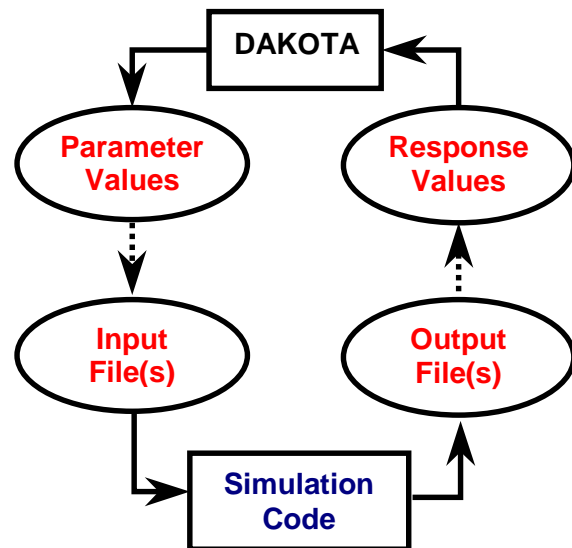 DAKOTA
Parameter
Values
Response
Values
Input
File(s)
Output
File(s)
Simulation
Code